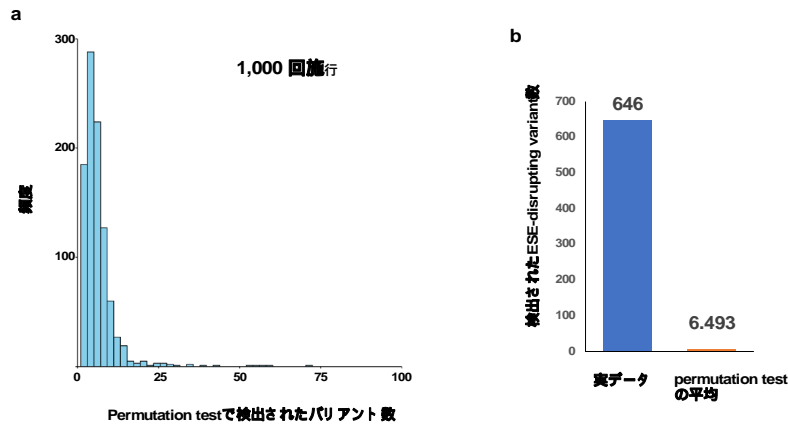 a
300
200
100
0
25
50
75
100
1,000 回施行
頻度
Permutation testで検出されたバリアント数
b
検出されたESE-disrupting variant数
700
600
500
400
300
200
100
0
646
6.493
実データ
permutation test
の平均